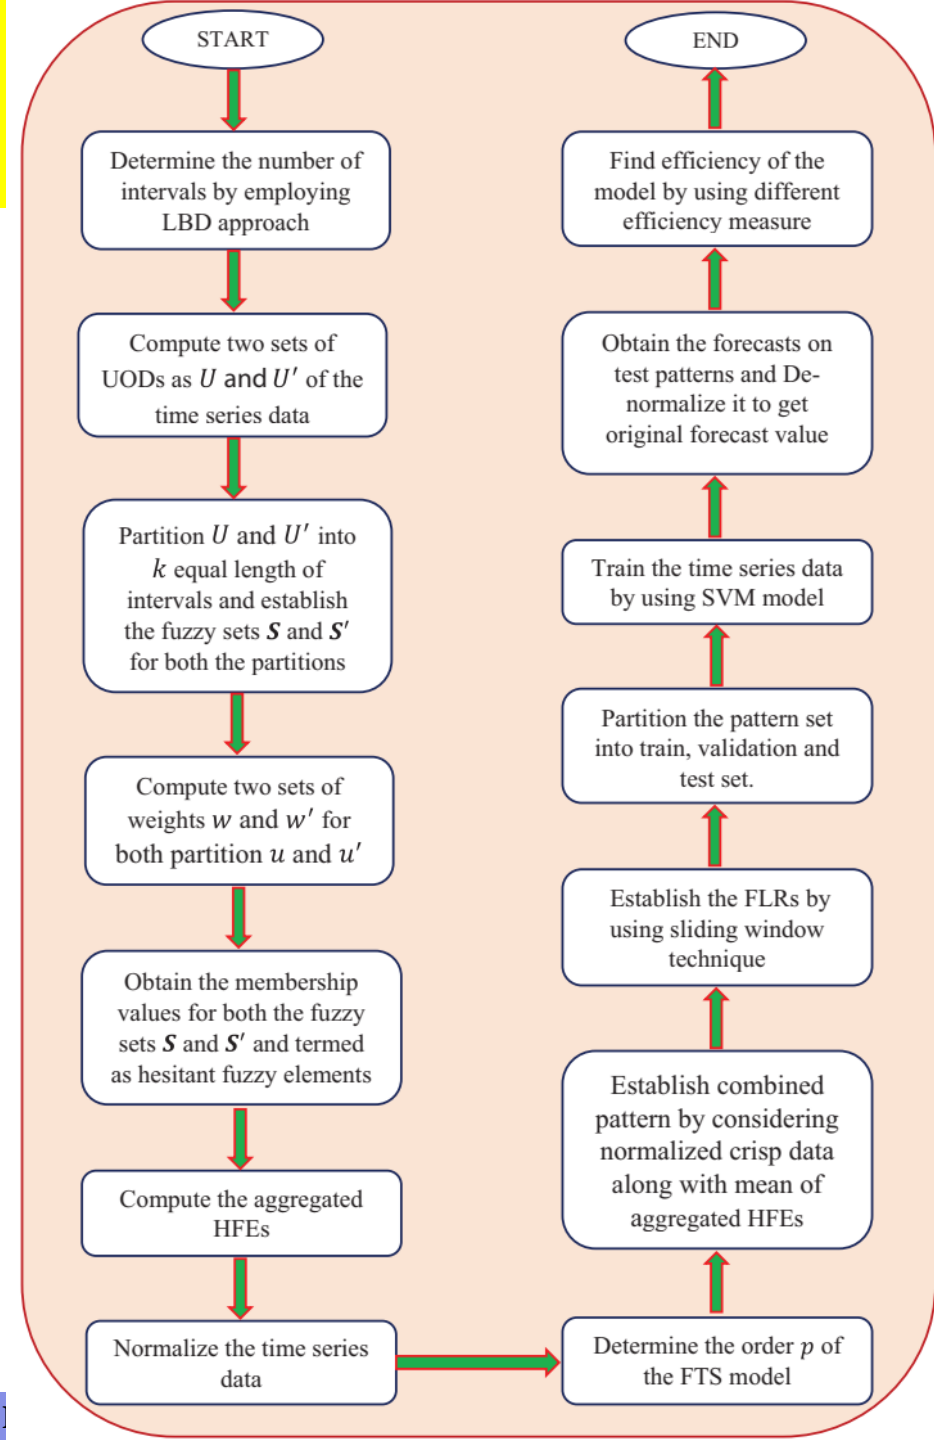 START
Determine the number of
intervals by employing
LBD approach
Compute two sets of
UODs as U and U′ of the
time series data
Partition U and U′ into
k equal length of
intervals and establish
the fuzzy sets S and S′
for both the partitions
Compute two sets of
weights w and w′ for
both partition u and u′
Obtain the membership
values for both the fuzzy
sets S and S′ and termed
as hesitant fuzzy elements
Compute the aggregated
HFEs
Normalize the time series
data
Determine the order p of
the FTS model
Establish combined
pattern by considering
normalized crisp data
along with mean of
aggregated HFEs
Establish the FLRs by
using sliding window
technique
Partition the pattern set
into train, validation and
test set.
Train the time series data
by using SVM model
Obtain the forecasts on
test patterns and De-
normalize it to get
original forecast value
Find efficiency of the
model by using different
efficiency measure
END